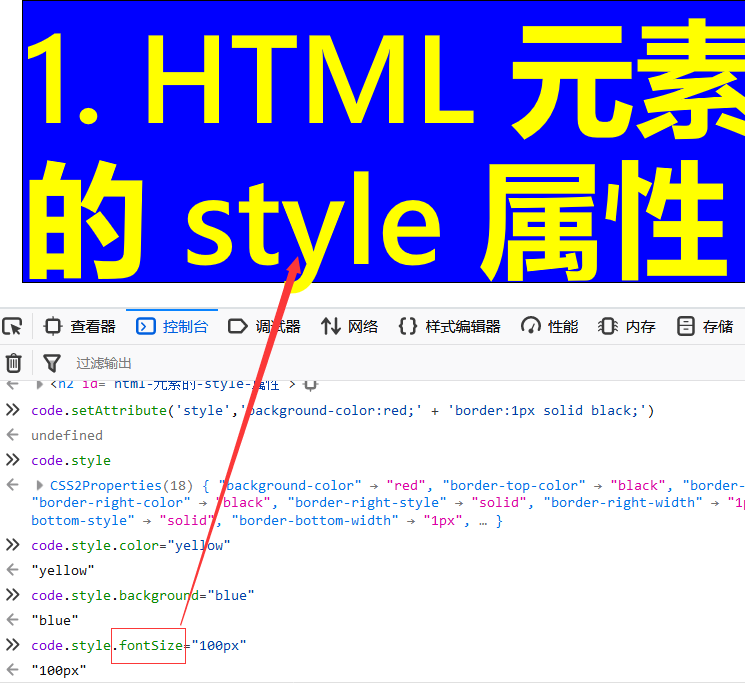 1. HTML 元素
的 style 属性
查看器 控制台 调试器 网络 样式编辑器 性能 内存 存储
过滤输出
<h2 id="html-元素的-style-属性">
code.setAttribute('style','background-color:red;' + 'border:1px solid black;')
undefined
code.style
CSS2Properties(18) { "background-color" → "red", "border-top-color" → "black", "border-
"border-right-color" → "black", "border-right-style" → "solid", "border-right-width" → "1p
bottom-style" → "solid", "border-bottom-width" → "1px", … }
code.style.color="yellow"
"yellow"
code.style.background="blue"
"blue"
code.style.fontSize="100px"
"100px"